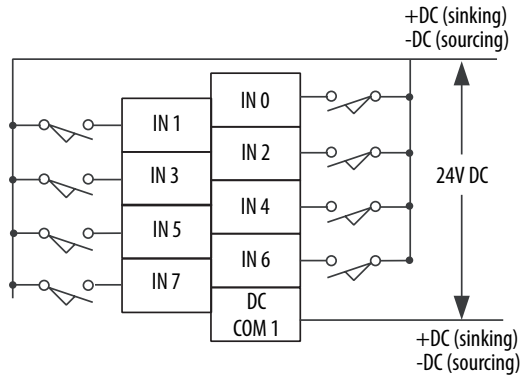 +DC (sinking)
-DC (sourcing)
IN 0
IN 1
IN 2
IN 3
24V DC
IN 4
IN 5
IN 6
IN 7
DC
COM 1
+DC (sinking)
-DC (sourcing)